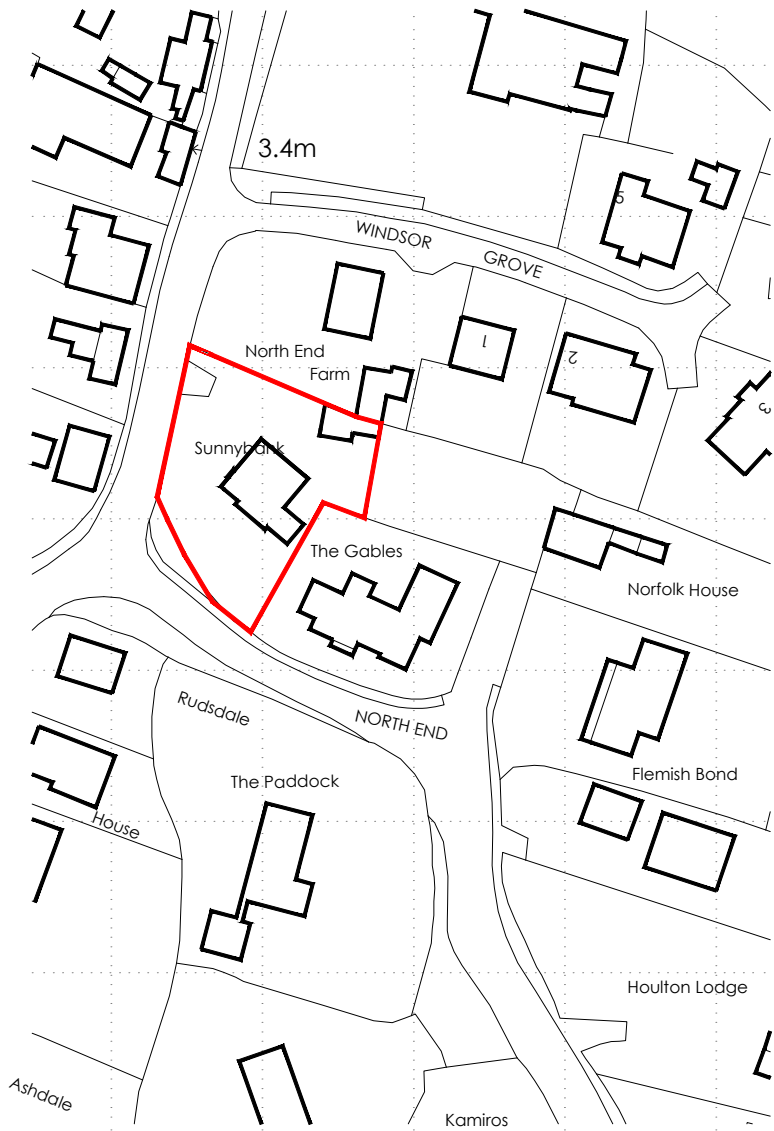 3.4m
5
WINDSOR
GROVE
North End
Farm
1
2
3
Sunnybank
The Gables
Norfolk House
Rudsdale
NORTH END
Flemish Bond
The Paddock
House
Houlton Lodge
Ashdale
Kamiros